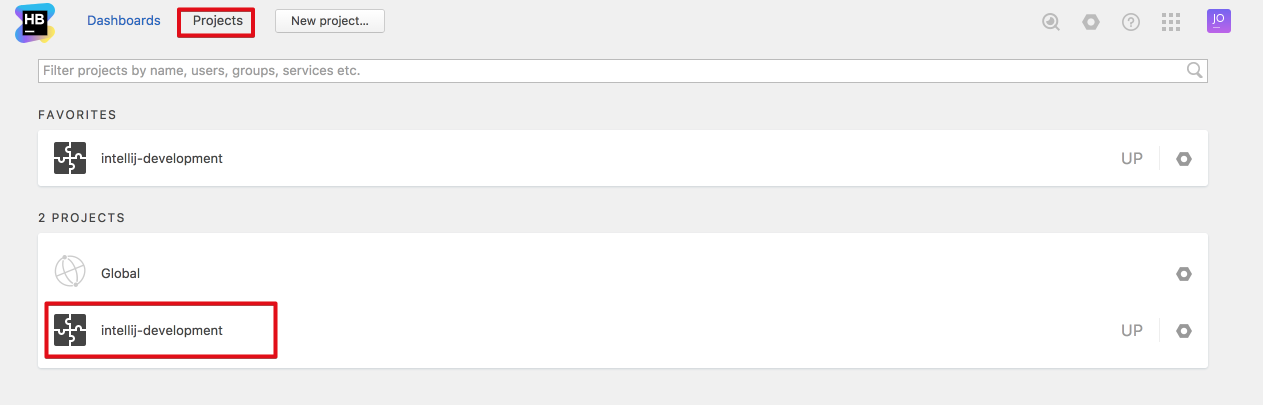 HB Dashboards Projects New project... JO
Filter projects by name, users, groups, services etc.
FAVORITES
intellij-development UP
2 PROJECTS
Global
intellij-development UP